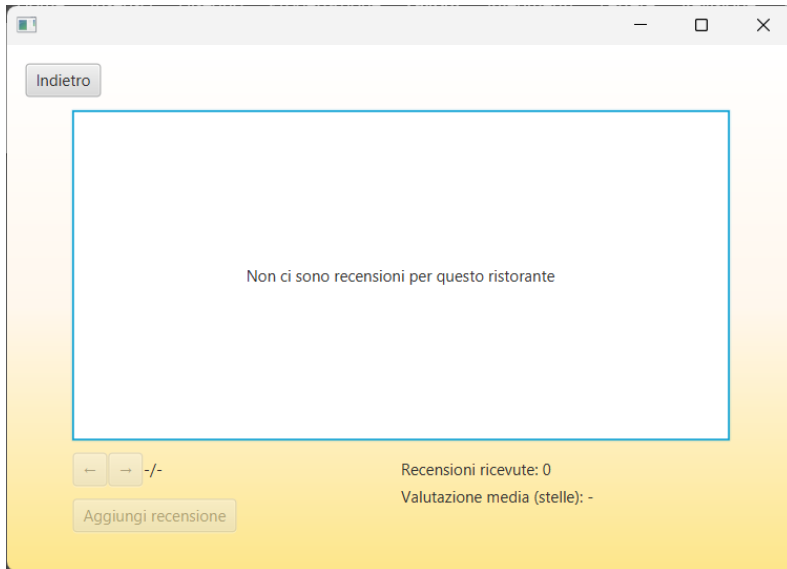 Indietro
Non ci sono recensioni per questo ristorante
← → -/-
Recensioni ricevute: 0
Valutazione media (stelle): -
Aggiungi recensione